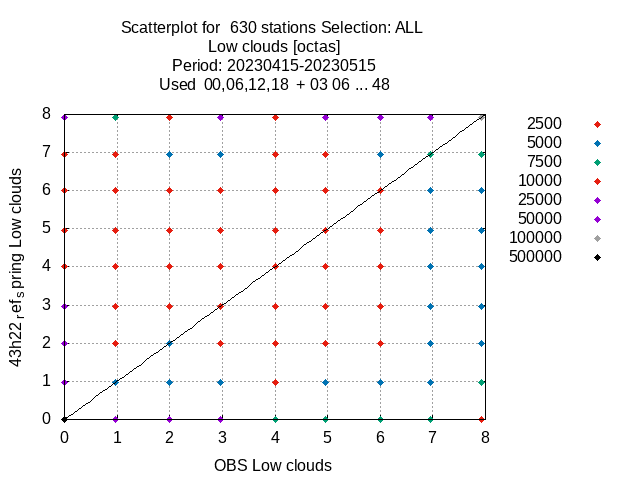 Scatterplot for 630 stations Selection: ALL
Low clouds [octas]
Period: 20230415-20230515
Used 00,06,12,18 + 03 06 ... 48
43h22ᵣefₛpring Low clouds
8
7
6
5
4
3
2
1
0
0 1 2 3 4 5 6 7 8
OBS Low clouds
2500
5000
7500
10000
25000
50000
100000
500000